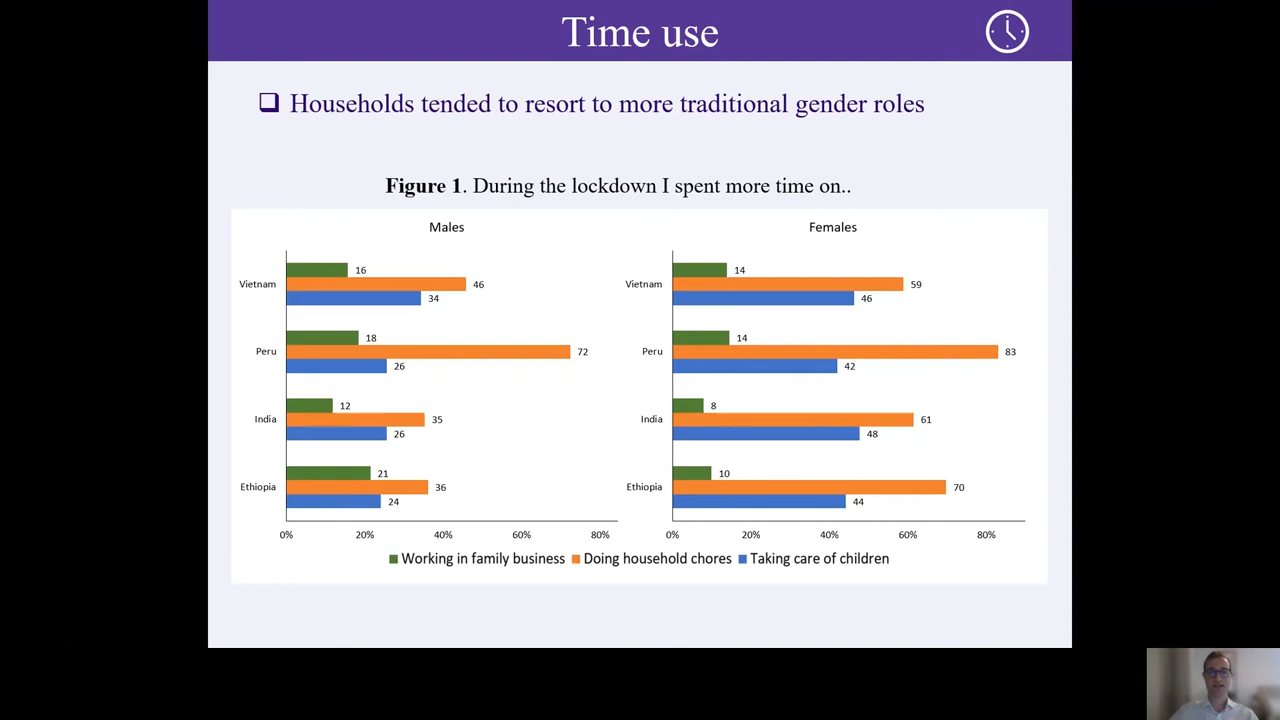 Time use
❑ Households tended to resort to more traditional gender roles
Figure 1. During the lockdown I spent more time on..
Males
Vietnam
16
46
34
Peru
18
72
26
India
12
35
26
Ethiopia
21
36
24
0% 20% 40% 60% 80%
Females
Vietnam
14
59
46
Peru
14
83
42
India
8
61
48
Ethiopia
10
70
44
0% 20% 40% 60% 80%
Working in family business Doing household chores Taking care of children